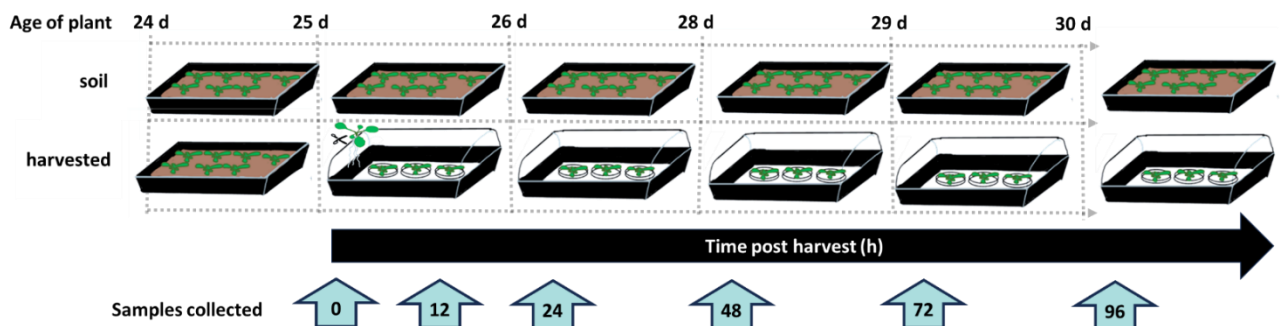 Age of plant 24 d 25 d 26 d 28 d 29 d 30 d
soil
harvested
Time post harvest (h)
Samples collected 0 12 24 48 72 96